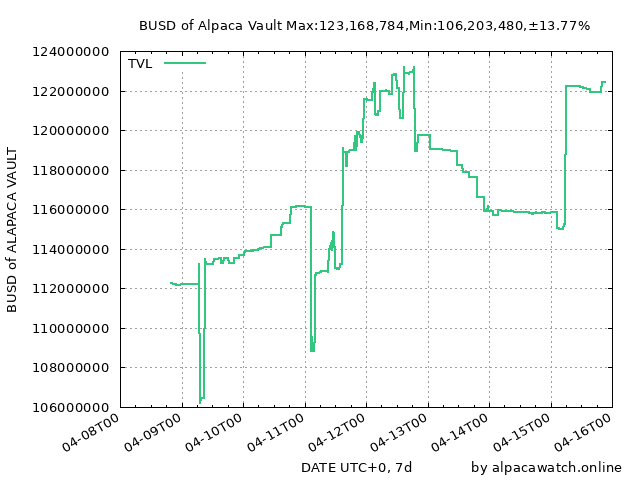 BUSD of Alpaca Vault Max:123,168,784,Min:106,203,480,±13.77%
TVL
BUSD of ALAPACA VAULT
124000000
122000000
120000000
118000000
116000000
114000000
112000000
110000000
108000000
106000000
04-08T00
04-09T00
04-10T00
04-11T00
04-12T00
04-13T00
04-14T00
04-15T00
04-16T00
DATE UTC+0, 7d
by alpacawatch.online